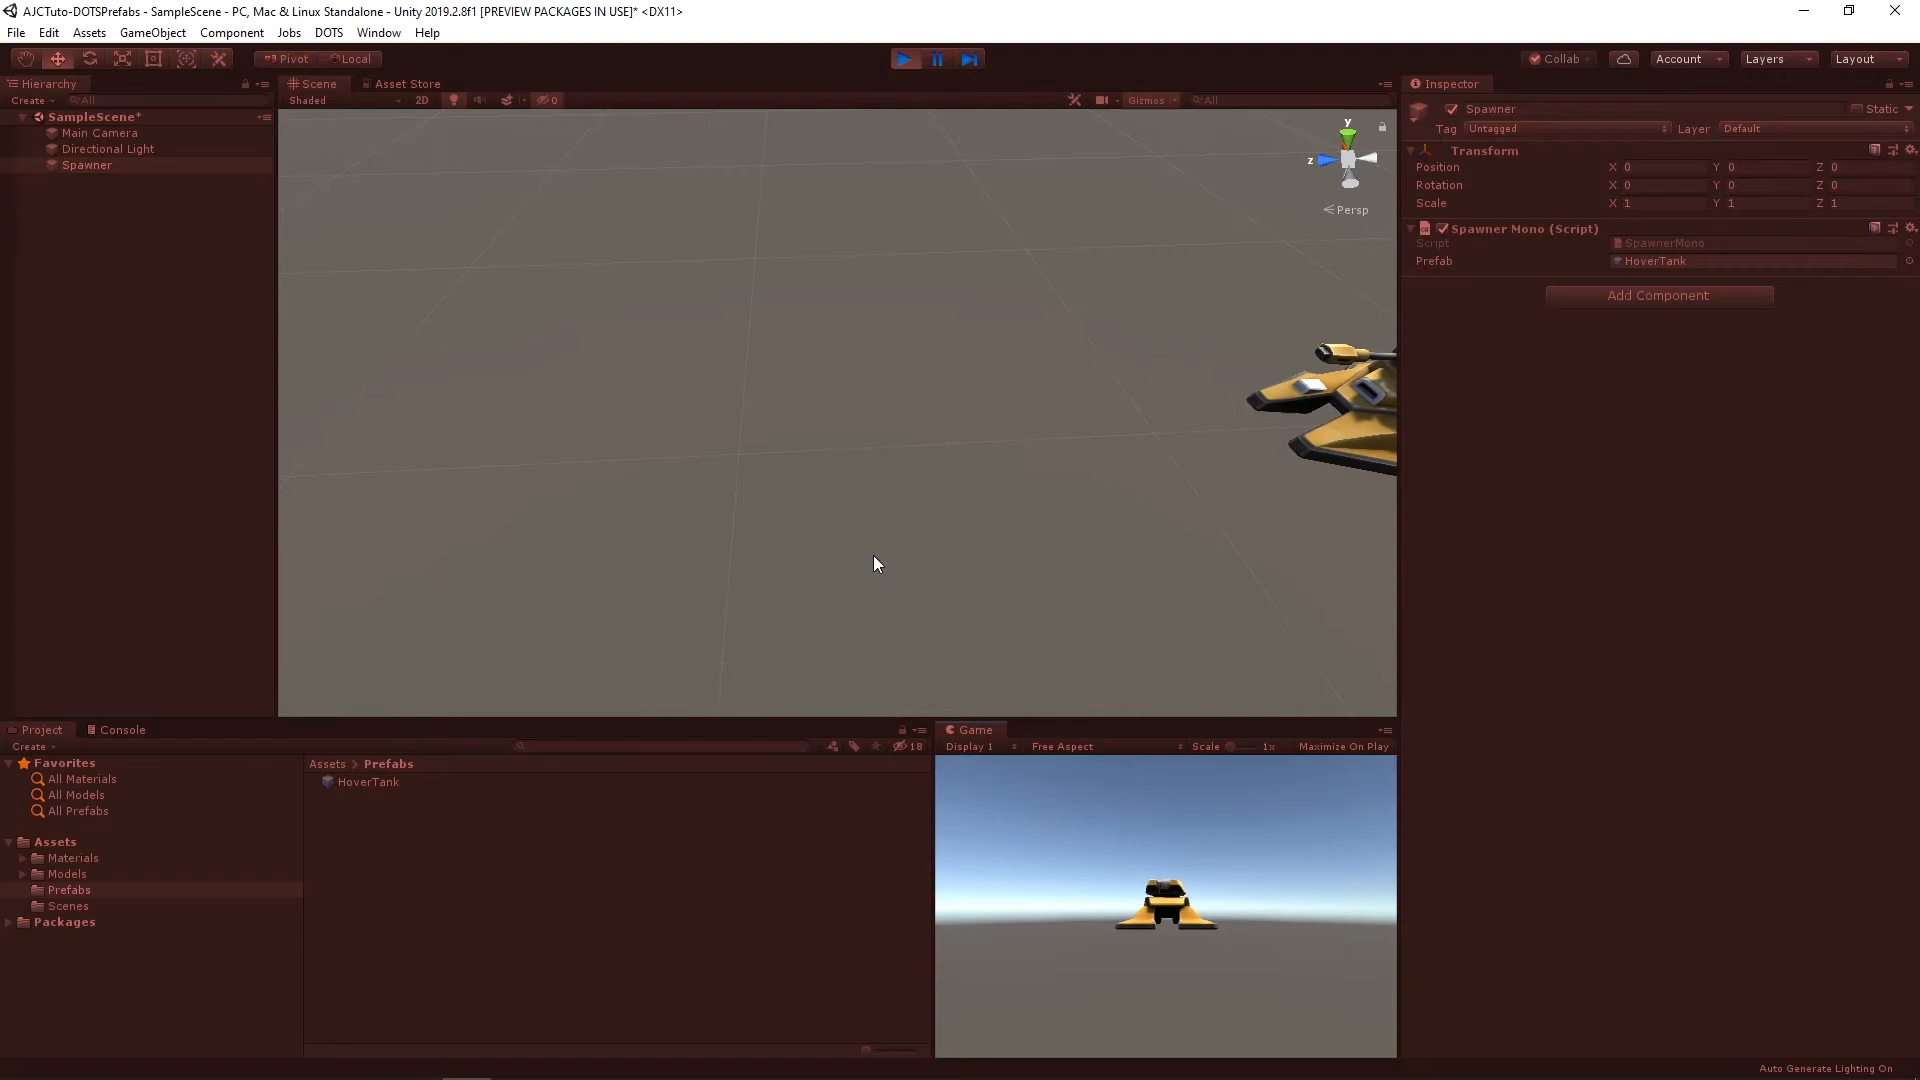 AJCTuto-DOTSPrefabs - SampleScene - PC, Mac & Linux Standalone - Unity 2019.2.8f1 [PREVIEW PACKAGES IN USE]* <DX11>
File Edit Assets GameObject Component Jobs DOTS Window Help
Pivot Local Collab Account Layers Layout
Hierarchy
Create All
SampleScene*
Main Camera
Directional Light
Spawner
Scene Asset Store
Shaded 2D 0 Gizmos All
y
z
Persp
Inspector
Spawner Static
Tag Untagged Layer Default
Transform
Position X 0 Y 0 Z 0
Rotation X 0 Y 0 Z 0
Scale X 1 Y 1 Z 1
Spawner Mono (Script)
Script SpawnerMono
Prefab HoverTank
Add Component
Project Console
Create 18
Favorites
All Materials
All Models
All Prefabs
Assets
Materials
Models
Prefabs
Scenes
Packages
Assets > Prefabs
HoverTank
Game
Display 1 Free Aspect Scale 1x Maximize On Play
Auto Generate Lighting On